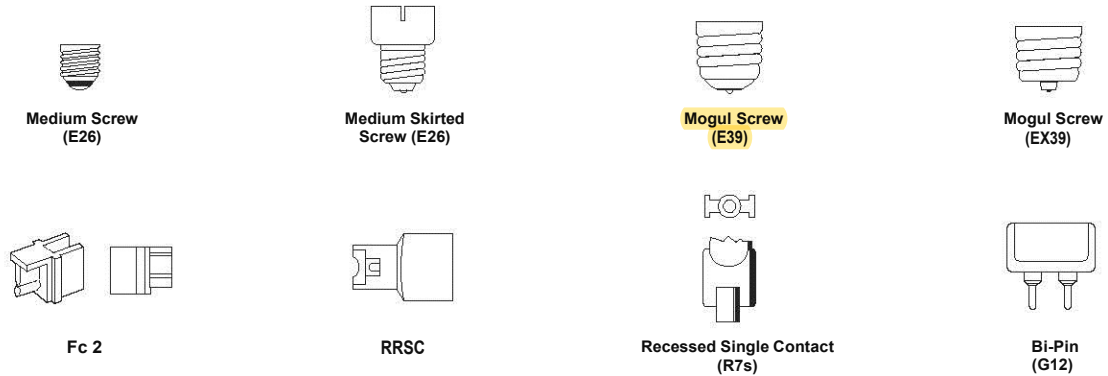 Medium Screw
(E26)
Medium Skirted
Screw (E26)
Mogul Screw
(E39)
Mogul Screw
(EX39)
Fc 2
RRSC
Recessed Single Contact
(R7s)
Bi-Pin
(G12)